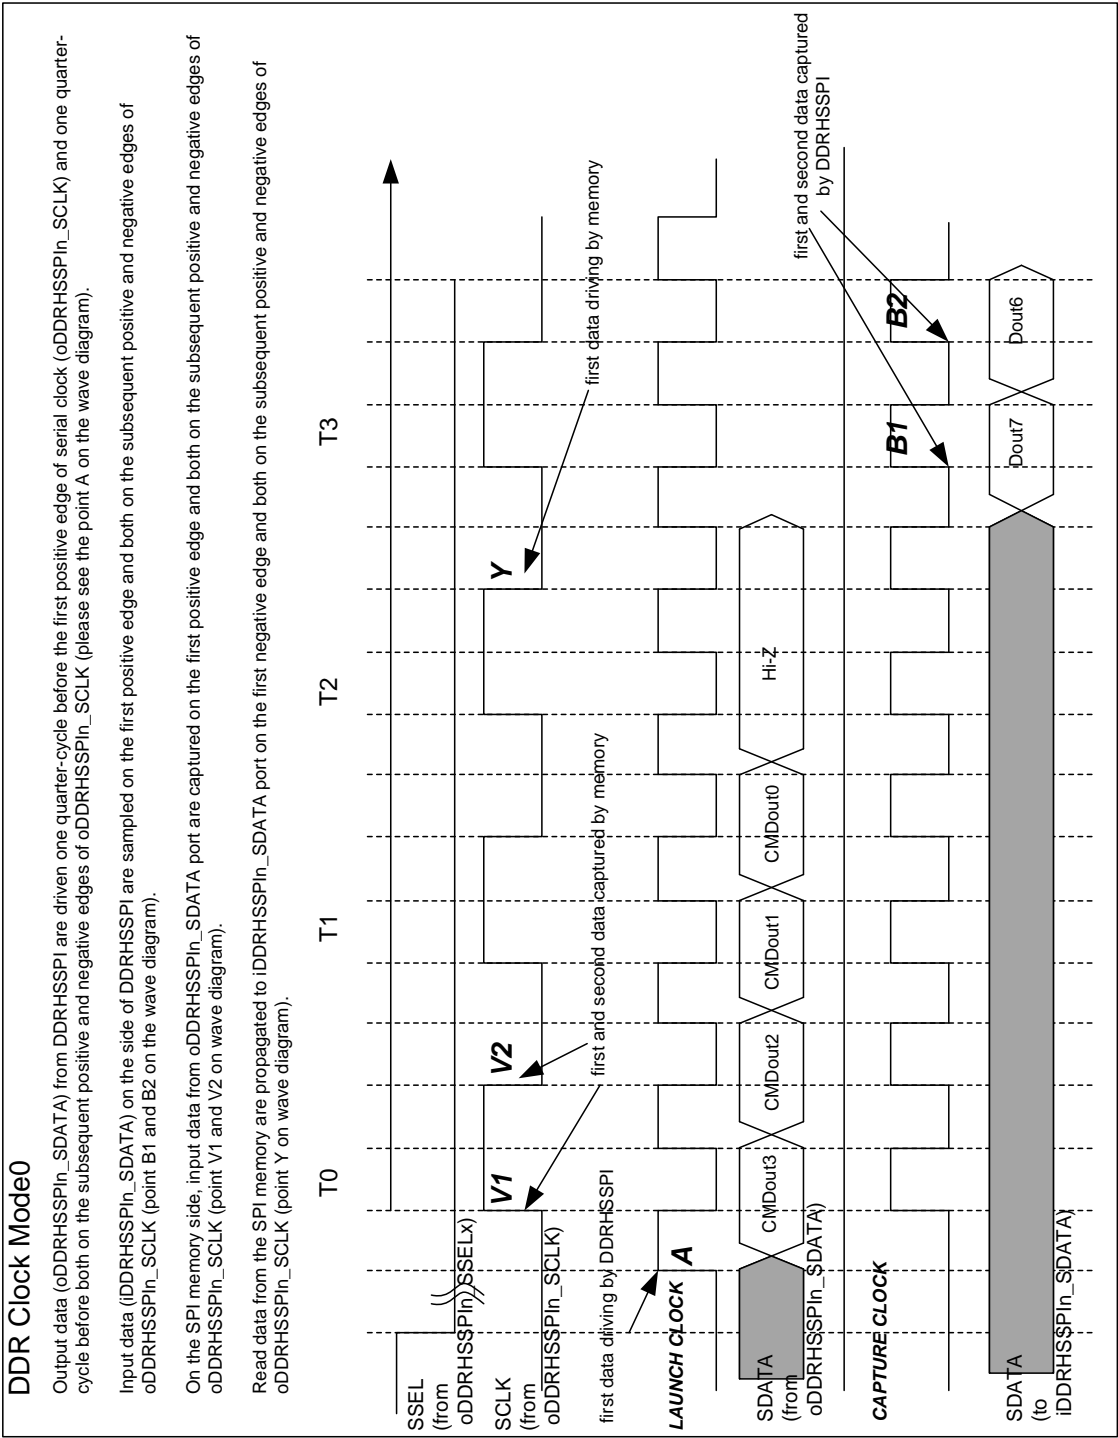 DDR Clock Mode0
Output data (oDDRHSSPIn_SDATA) from DDRHSSPI are driven one quarter-cycle before the first positive edge of serial clock (oDDRHSSPIn_SCLK) and one quarter-
cycle before both on the subsequent positive and negative edges of oDDRHSSPIn_SCLK (please see the point A on the wave diagram).
Input data (iDDRHSSPIn_SDATA) on the side of DDRHSSPI are sampled on the first positive edge and both on the subsequent positive and negative edges of
oDDRHSSPIn_SCLK (point B1 and B2 on the wave diagram).
On the SPI memory side, input data from oDDRHSSPIn_SDATA port are captured on the first positive edge and both on the subsequent positive and negative edges of
oDDRHSSPIn_SCLK (point V1 and V2 on wave diagram).
Read data from the SPI memory are propagated to iDDRHSSPIn_SDATA port on the first negative edge and both on the subsequent positive and negative edges of
oDDRHSSPIn_SCLK (point Y on wave diagram).
T0
T1
T2
T3
SSEL
(from
oDDRHSSPIn_SSELx)
SCLK
(from
oDDRHSSPIn_SCLK)
V1
V2
Y
first data driving by DDRHSSPI
first and second data captured by memory
first data driving by memory
LAUNCH CLOCK
A
SDATA
(from
oDDRHSSPIn_SDATA)
CMDout3
CMDout2
CMDout1
CMDout0
Hi-Z
first and second data captured
by DDRHSSPI
CAPTURE CLOCK
B1
B2
SDATA
(to
iDDRHSSPIn_SDATA)
Dout7
Dout6